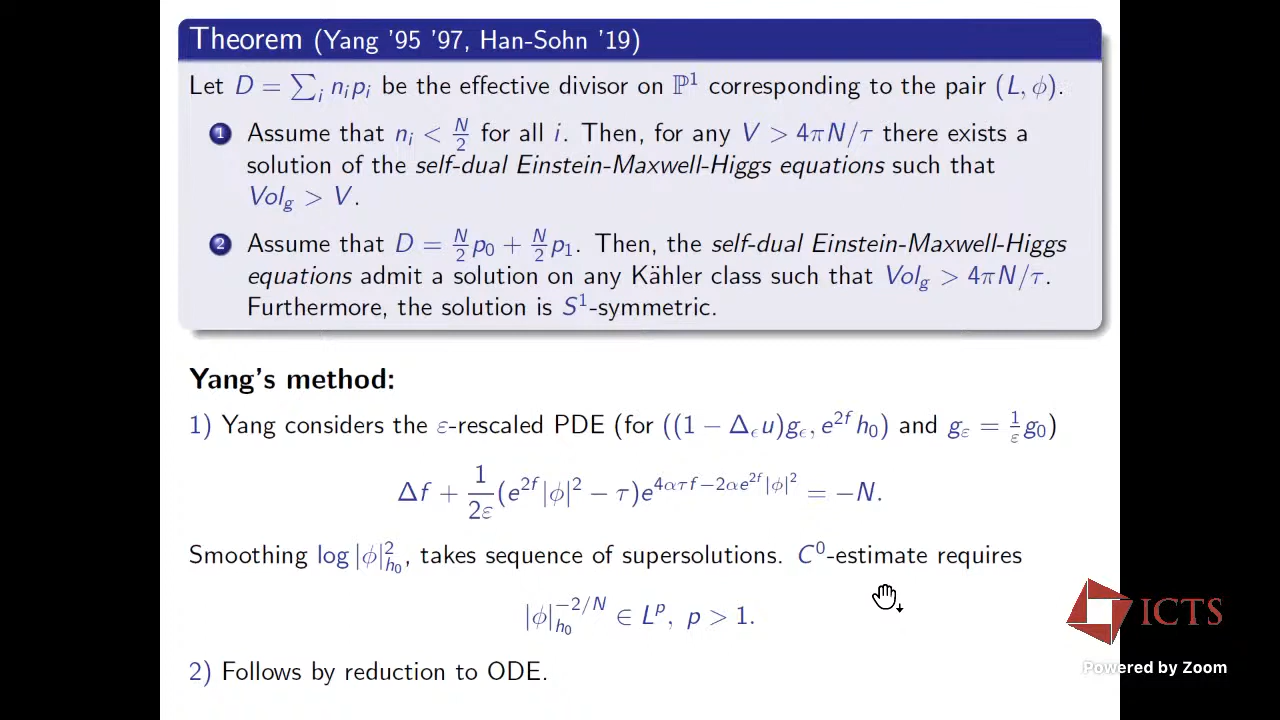 Theorem (Yang '95 '97, Han-Sohn '19)
Let D = ∑_i n_i p_i be the effective divisor on ℙ¹ corresponding to the pair (L, ϕ).
1 Assume that n_i < N/2 for all i. Then, for any V > 4πN/τ there exists a
solution of the self-dual Einstein-Maxwell-Higgs equations such that
Vol_g > V.
2 Assume that D = N/2 p_0 + N/2 p_1. Then, the self-dual Einstein-Maxwell-Higgs
equations admit a solution on any Kähler class such that Vol_g > 4πN/τ.
Furthermore, the solution is S¹-symmetric.
Yang's method:
1) Yang considers the ε-rescaled PDE (for ((1 − Δ_ϵ u)g_ϵ, e^{2f} h_0) and g_ε = 1/ε g_0)
Δf + 1/2ε (e^{2f}|ϕ|² − τ)e^{4ατf−2αe^{2f}|ϕ|²} = −N.
Smoothing log |ϕ|²_{h_0}, takes sequence of supersolutions. C⁰-estimate requires
|ϕ|_{h_0}^{−2/N} ∈ L^p, p > 1.
2) Follows by reduction to ODE.
ICTS
Powered by Zoom